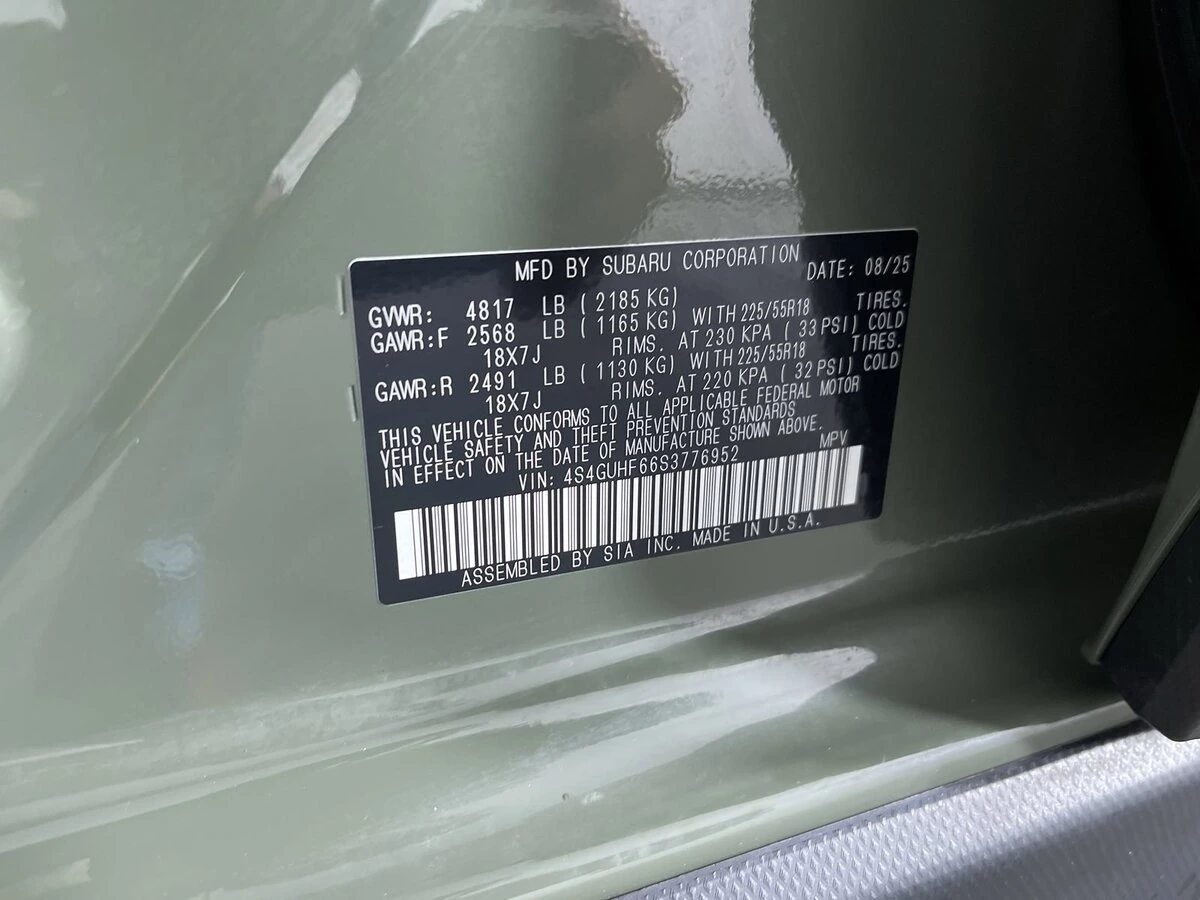 MFD BY SUBARU CORPORATION DATE: 08/25
GVWR: 4817 LB ( 2185 KG)
GAWR:F 2568 LB ( 1165 KG) WITH 225/55R18 TIRES.
18X7J RIMS. AT 230 KPA ( 33 PSI) COLD
GAWR:R 2491 LB ( 1130 KG) WITH 225/55R18 TIRES.
18X7J RIMS. AT 220 KPA ( 32 PSI) COLD
THIS VEHICLE CONFORMS TO ALL APPLICABLE FEDERAL MOTOR
VEHICLE SAFETY AND THEFT PREVENTION STANDARDS
IN EFFECT ON THE DATE OF MANUFACTURE SHOWN ABOVE.
VIN: 4S4GUHF66S3776952 MPV
ASSEMBLED BY SIA INC. MADE IN U.S.A.